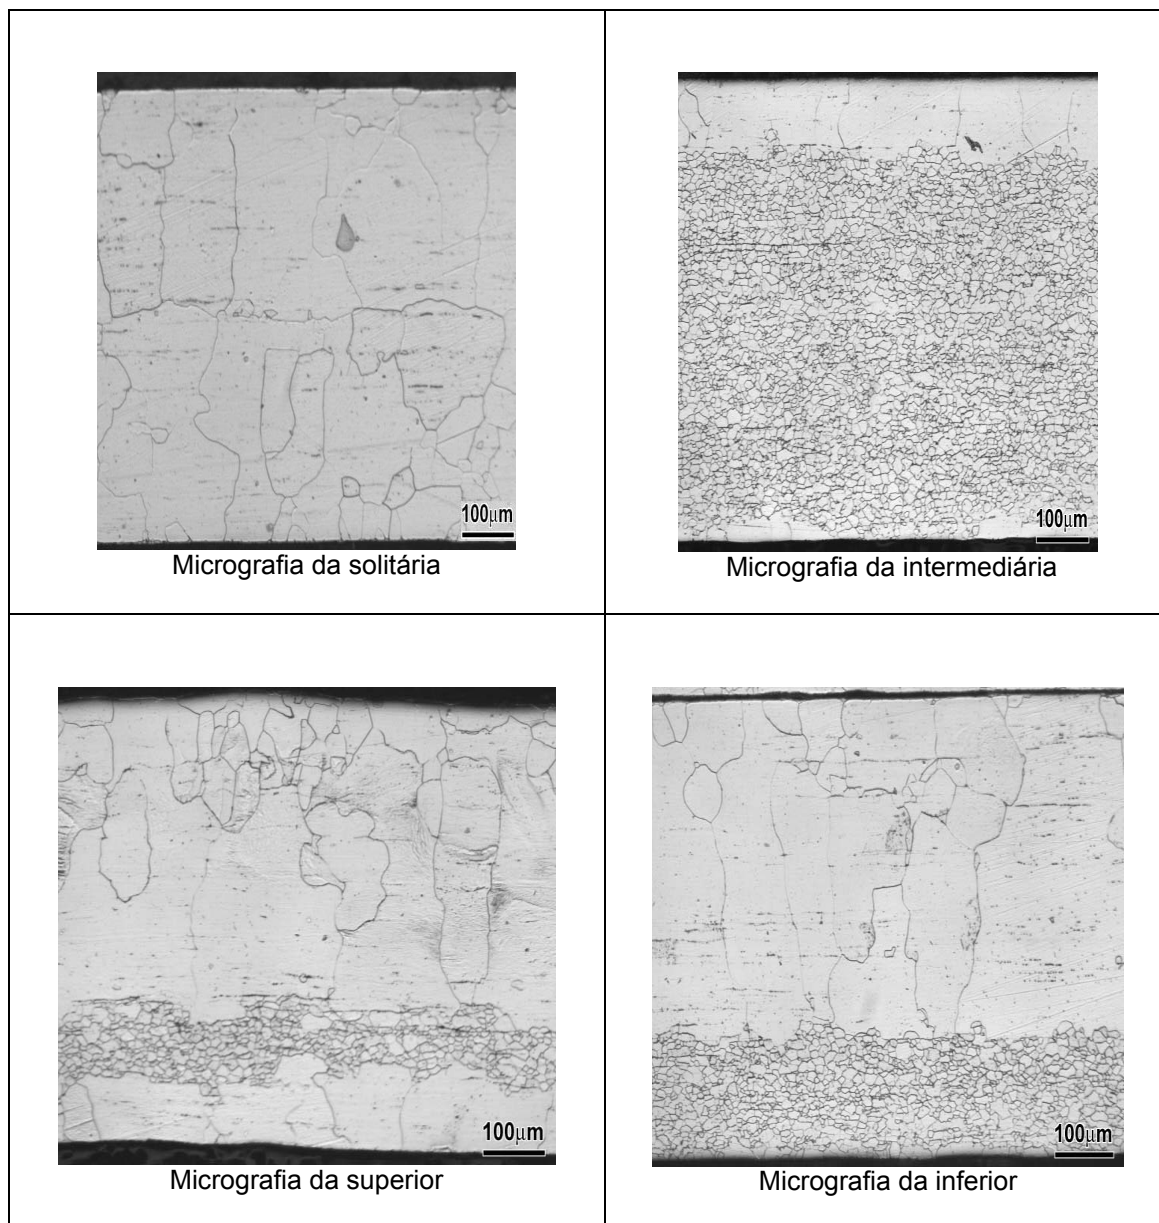 100µm
Micrografia da solitária
100µm
Micrografia da intermediária
100µm
Micrografia da superior
100µm
Micrografia da inferior